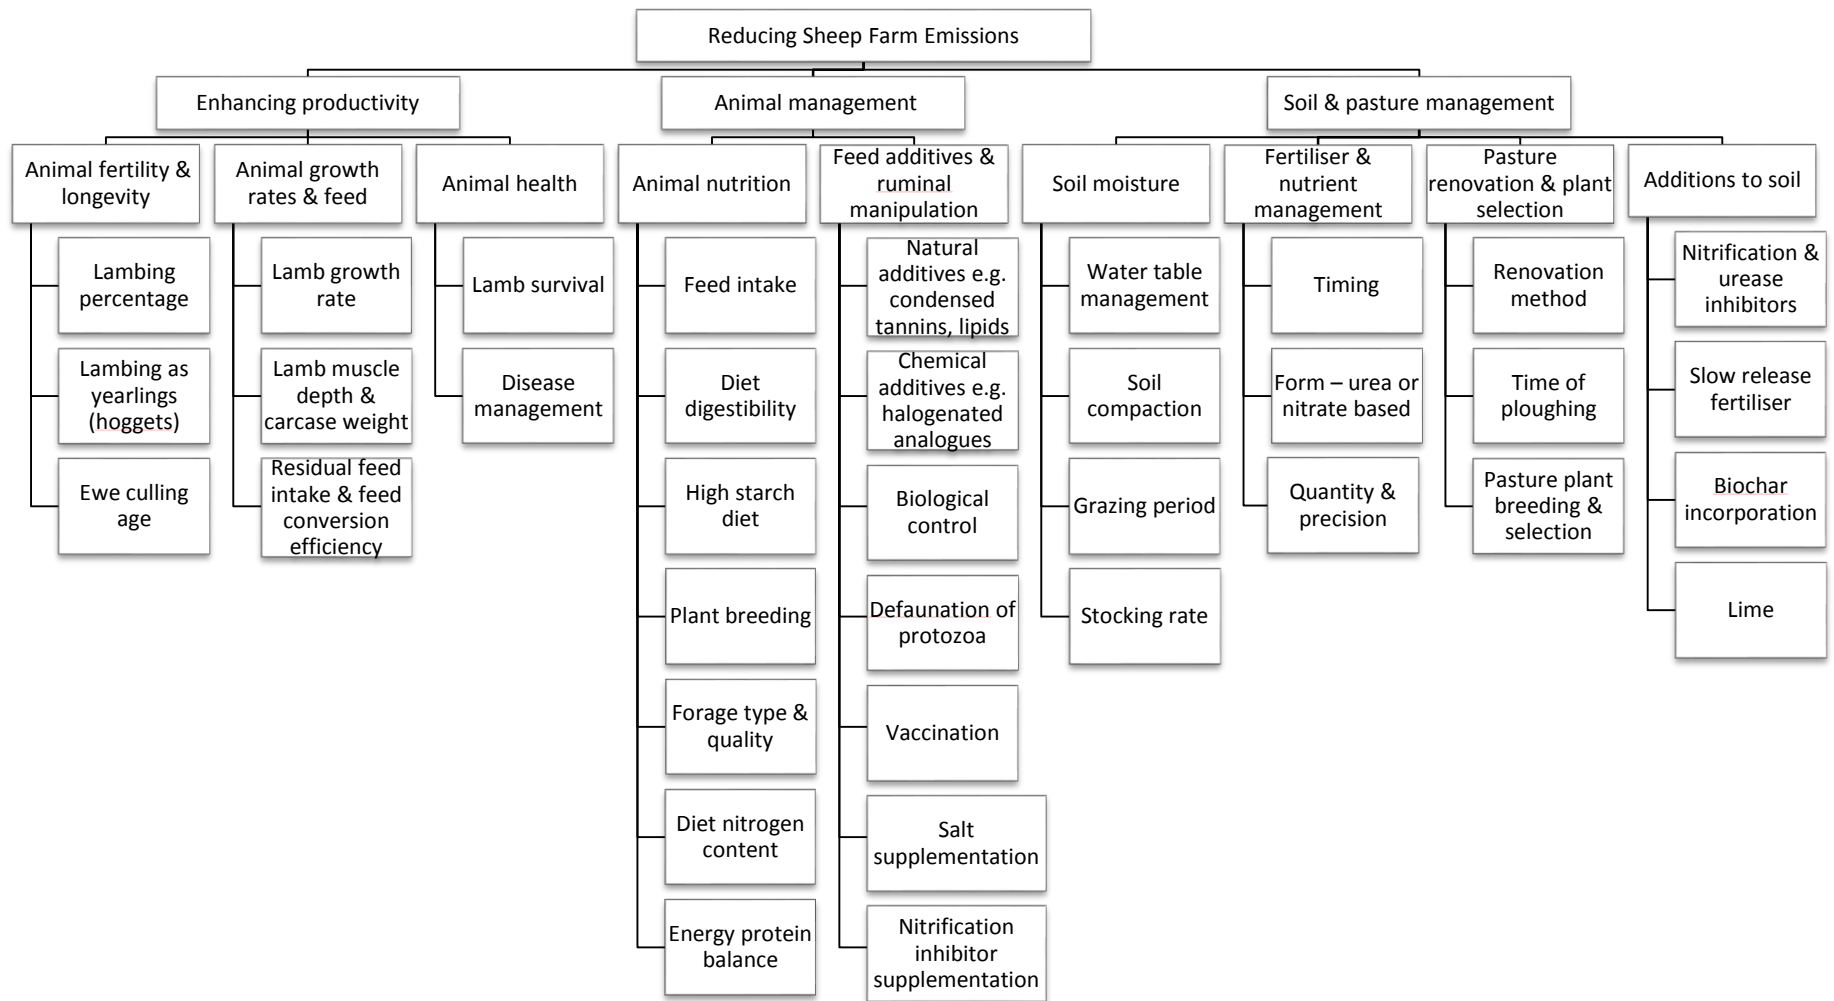 Reducing Sheep Farm Emissions
Enhancing productivity
Animal management
Soil & pasture management
Animal fertility &
longevity
Animal growth
rates & feed
Animal health
Animal nutrition
Feed additives &
ruminal
manipulation
Soil moisture
Fertiliser &
nutrient
management
Pasture
renovation & plant
selection
Additions to soil
Lambing
percentage
Lambing as
yearlings
(hoggets)
Ewe culling
age
Lamb growth
rate
Lamb muscle
depth &
carcase weight
Residual feed
intake & feed
conversion
efficiency
Lamb survival
Disease
management
Feed intake
Diet
digestibility
High starch
diet
Plant breeding
Forage type &
quality
Diet nitrogen
content
Energy protein
balance
Natural
additives e.g.
condensed
tannins, lipids
Chemical
additives e.g.
halogenated
analogues
Biological
control
Defaunation of
protozoa
Vaccination
Salt
supplementation
Nitrification
inhibitor
supplementation
Water table
management
Soil
compaction
Grazing period
Stocking rate
Timing
Form – urea or
nitrate based
Quantity &
precision
Renovation
method
Time of
ploughing
Pasture plant
breeding &
selection
Nitrification &
urease
inhibitors
Slow release
fertiliser
Biochar
incorporation
Lime